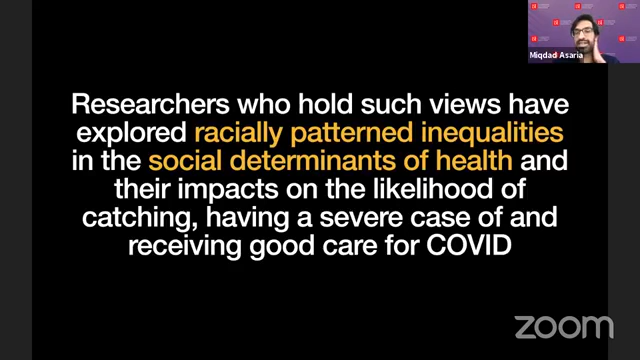 Miqdad Asaria
Researchers who hold such views have
explored racially patterned inequalities
in the social determinants of health and
their impacts on the likelihood of
catching, having a severe case of and
receiving good care for COVID
zoom